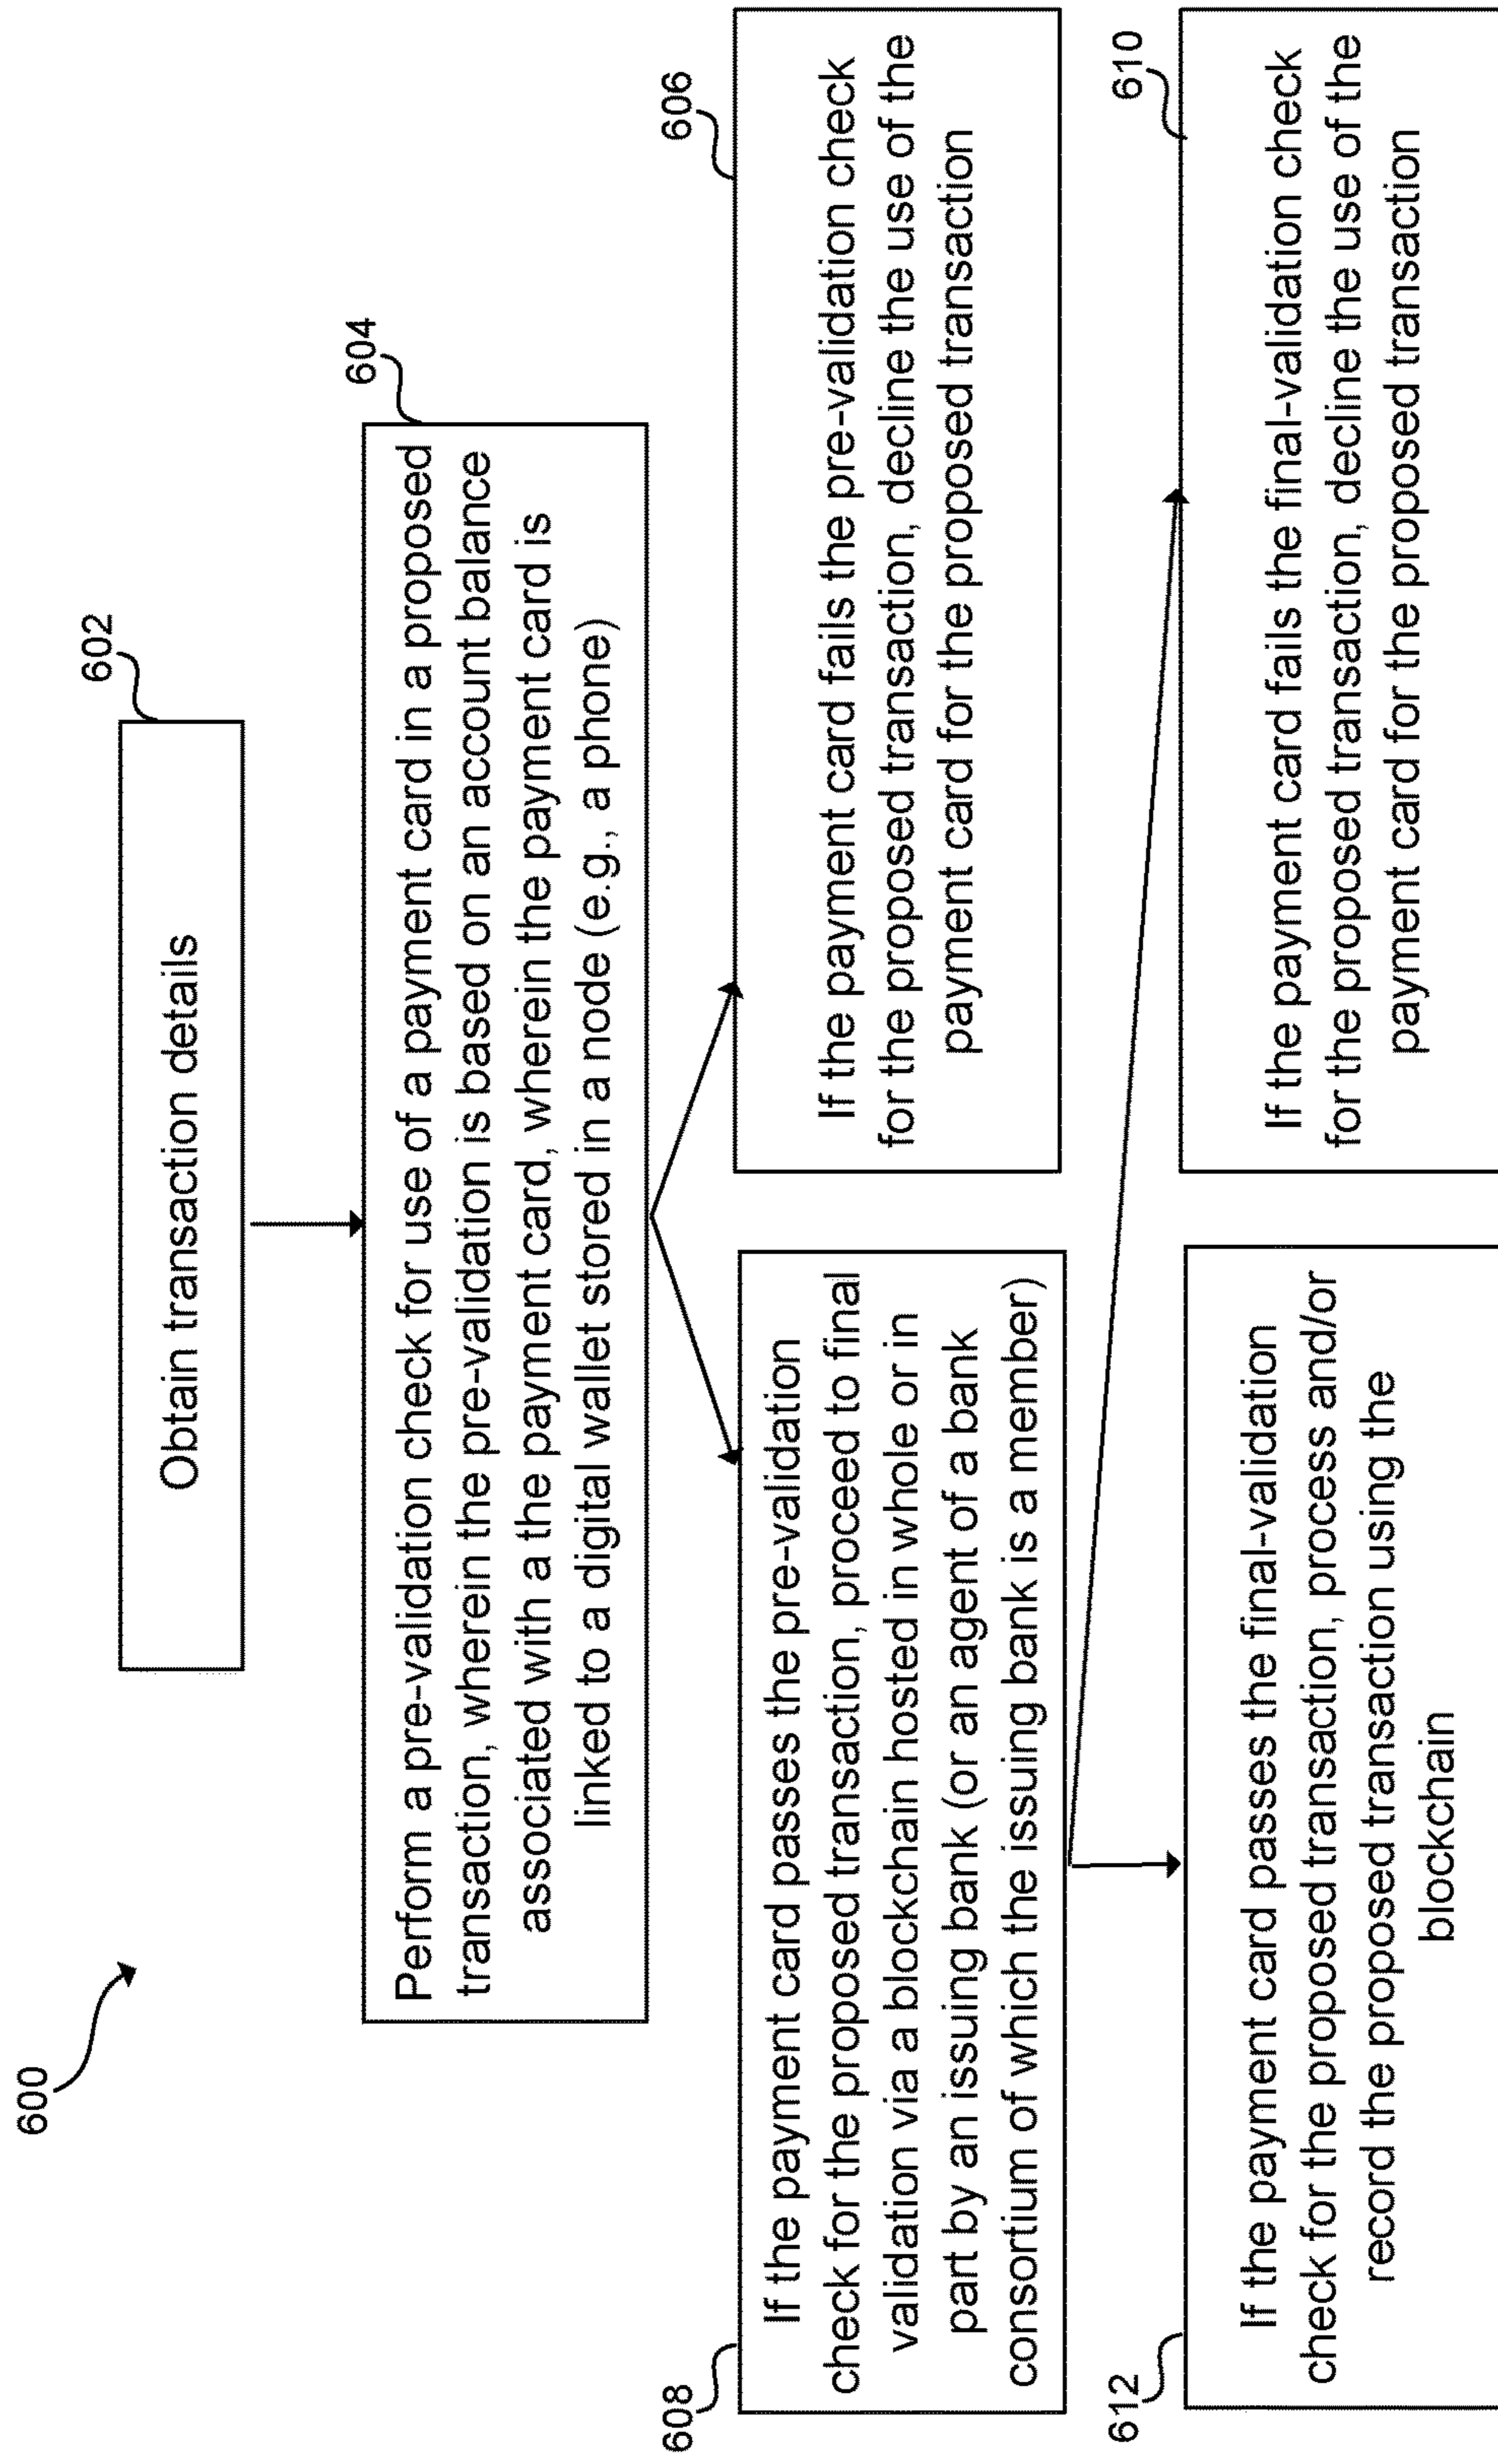 600
602
Obtain transaction details
604
Perform a pre-validation check for use of a payment card in a proposed
transaction, wherein the pre-validation is based on an account balance
associated with a the payment card, wherein the payment card is
linked to a digital wallet stored in a node (e.g., a phone)
608
If the payment card passes the pre-validation
check for the proposed transaction, proceed to final
validation via a blockchain hosted in whole or in
part by an issuing bank (or an agent of a bank
consortium of which the issuing bank is a member)
606
If the payment card fails the pre-validation check
for the proposed transaction, decline the use of the
payment card for the proposed transaction
612
If the payment card passes the final-validation
check for the proposed transaction, process and/or
record the proposed transaction using the
blockchain
610
If the payment card fails the final-validation check
for the proposed transaction, decline the use of the
payment card for the proposed transaction